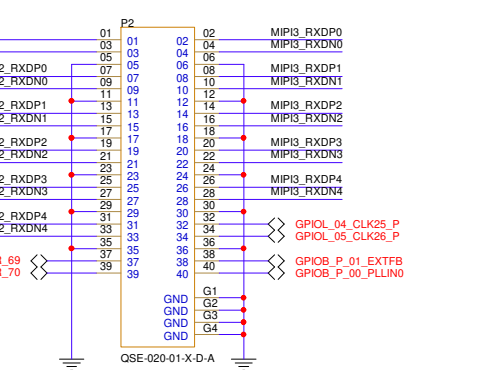 P2
01 01 02 02 MIPI3_RXDP0
03 03 04 04 MIPI3_RXDN0
05 05 06 06
2_RXDP0 07 07 08 08 MIPI3_RXDP1
2_RXDN0 09 09 10 10 MIPI3_RXDN1
11 11 12 12
2_RXDP1 13 13 14 14 MIPI3_RXDP2
2_RXDN1 15 15 16 16 MIPI3_RXDN2
17 17 18 18
2_RXDP2 19 19 20 20 MIPI3_RXDP3
2_RXDN2 21 21 22 22 MIPI3_RXDN3
23 23 24 24
2_RXDP3 25 25 26 26 MIPI3_RXDP4
2_RXDN3 27 27 28 28 MIPI3_RXDN4
29 29 30 30
2_RXDP4 31 31 32 32 GPIOL_04_CLK25_P
2_RXDN4 33 33 34 34 GPIOL_05_CLK26_P
35 35 36 36
_69 37 37 38 38 GPIOB_P_01_EXTFB
_70 39 39 40 40 GPIOB_P_00_PLLIN0
GND G1
GND G2
GND G3
GND G4
QSE-020-01-X-D-A